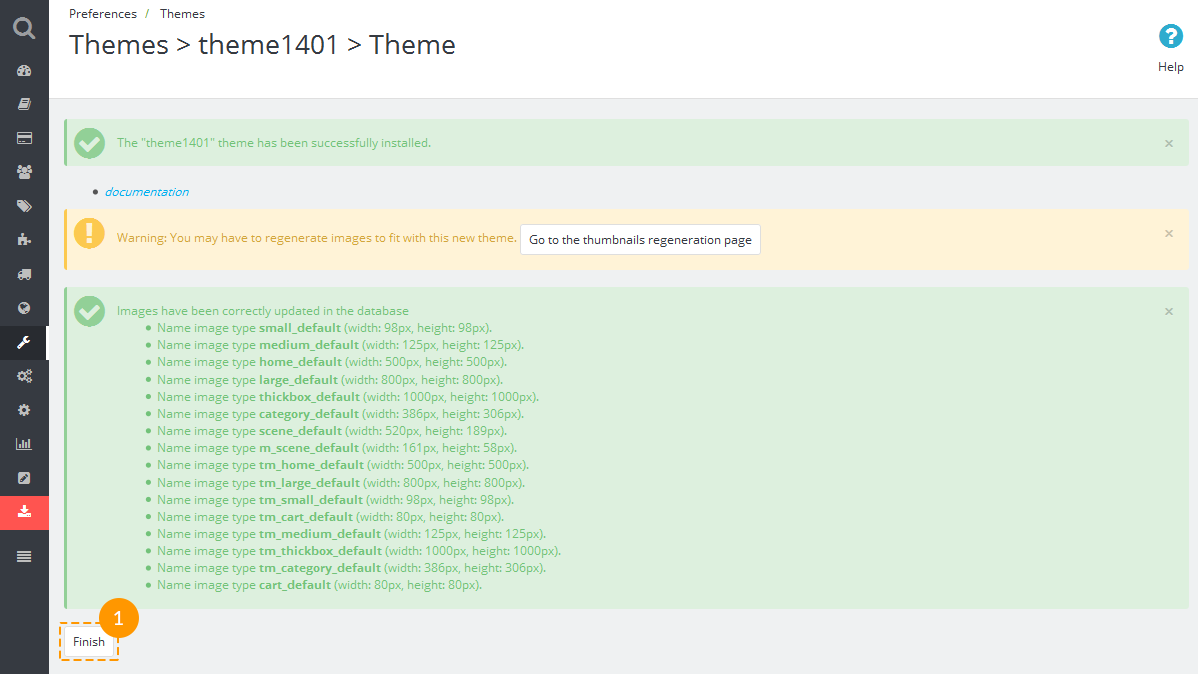 Preferences / Themes
Themes > theme1401 > Theme
Help
The "theme1401" theme has been successfully installed.
documentation
Warning: You may have to regenerate images to fit with this new theme. Go to the thumbnails regeneration page
Images have been correctly updated in the database
Name image type small_default (width: 98px, height: 98px).
Name image type medium_default (width: 125px, height: 125px).
Name image type home_default (width: 500px, height: 500px).
Name image type large_default (width: 800px, height: 800px).
Name image type thickbox_default (width: 1000px, height: 1000px).
Name image type category_default (width: 386px, height: 306px).
Name image type scene_default (width: 520px, height: 189px).
Name image type m_scene_default (width: 161px, height: 58px).
Name image type tm_home_default (width: 500px, height: 500px).
Name image type tm_large_default (width: 800px, height: 800px).
Name image type tm_small_default (width: 98px, height: 98px).
Name image type tm_cart_default (width: 80px, height: 80px).
Name image type tm_medium_default (width: 125px, height: 125px).
Name image type tm_thickbox_default (width: 1000px, height: 1000px).
Name image type tm_category_default (width: 386px, height: 306px).
Name image type cart_default (width: 80px, height: 80px).
1
Finish